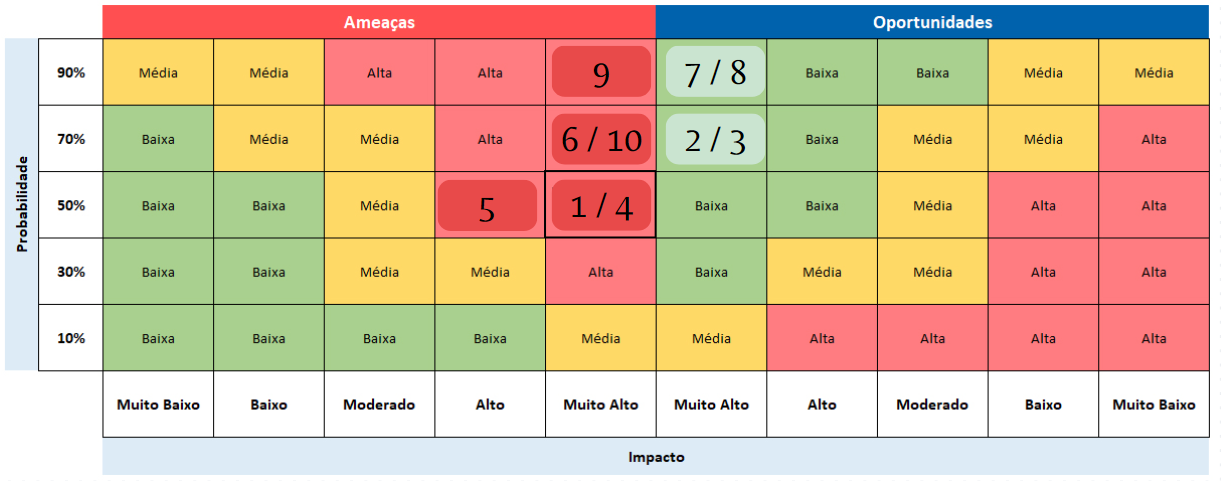 Ameaças Oportunidades
90% Média Média Alta Alta 9 7 / 8 Baixa Baixa Média Média
70% Baixa Média Média Alta 6 / 10 2 / 3 Baixa Média Média Alta
Probabilidade
50% Baixa Baixa Média 5 1 / 4 Baixa Baixa Média Alta Alta
30% Baixa Baixa Média Média Alta Baixa Média Média Alta Alta
10% Baixa Baixa Baixa Baixa Média Média Alta Alta Alta Alta
Muito Baixo Baixo Moderado Alto Muito Alto Muito Alto Alto Moderado Baixo Muito Baixo
Impacto